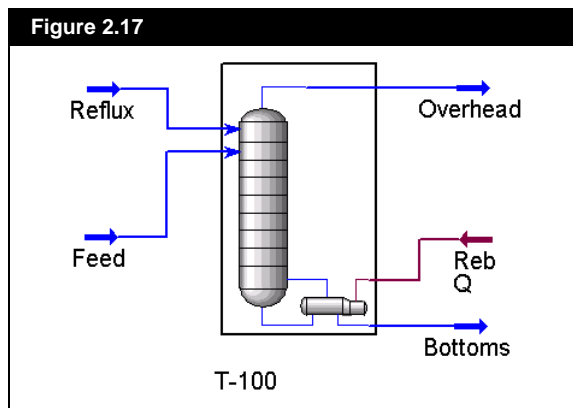 Figure 2.17
Reflux
Overhead
Feed
Reb
Q
Bottoms
T-100